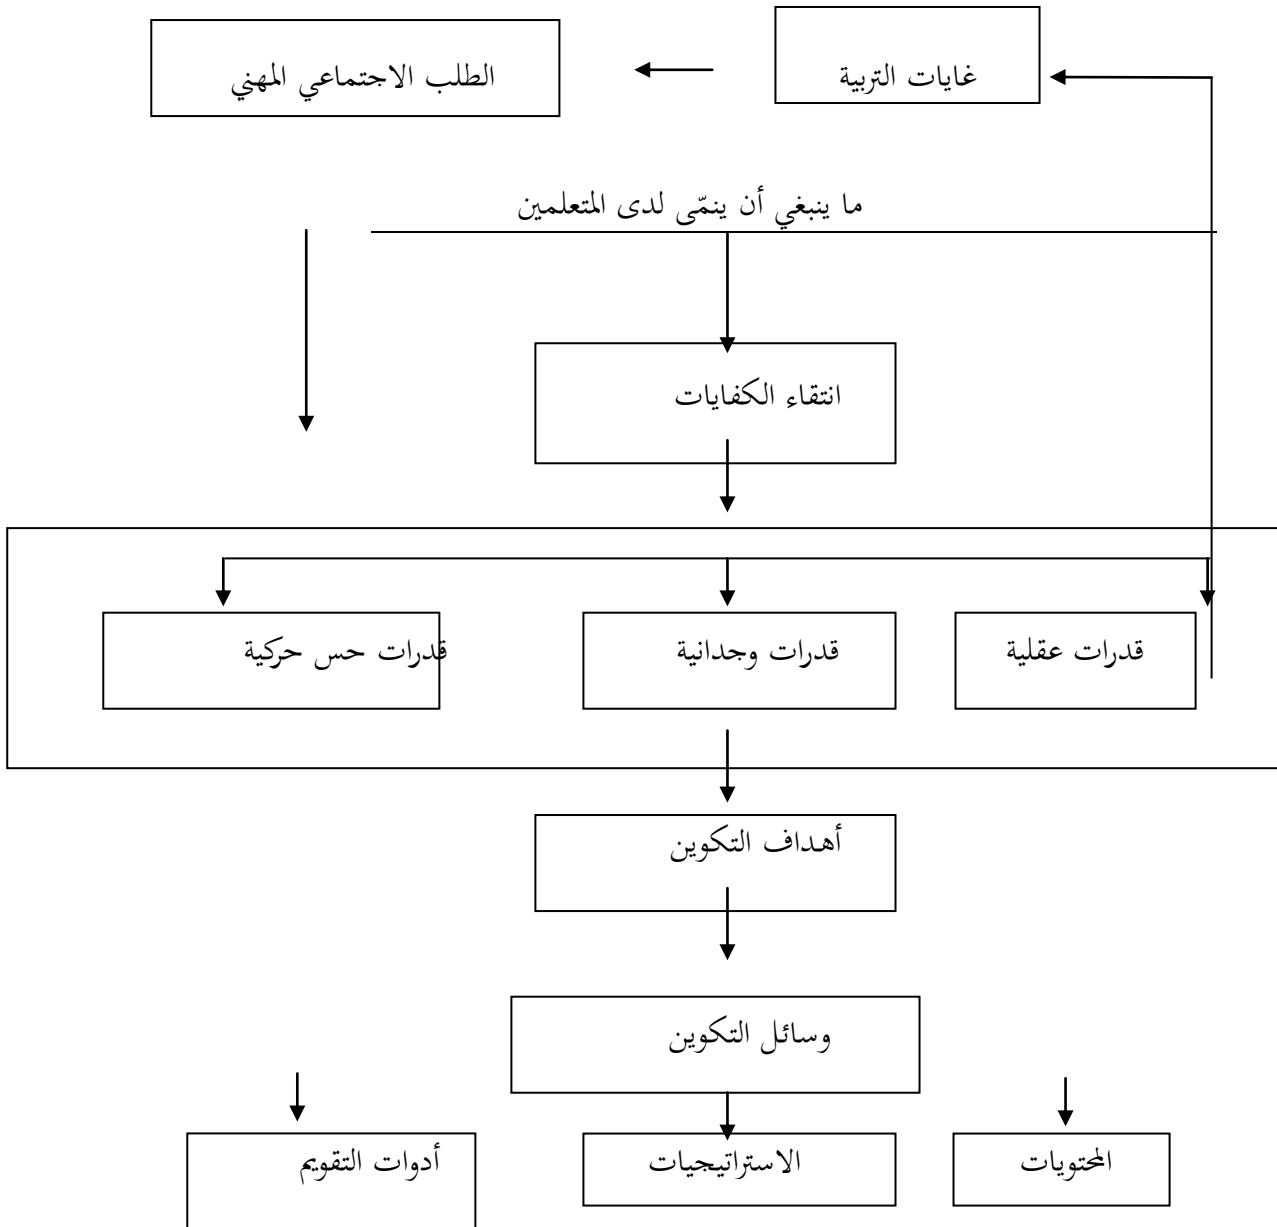 غايات التربية
الطلب الاجتماعي المهني
ما ينبغي أن ينمّى لدى المتعلمين
انتقاء الكفايات
قدرات عقلية
قدرات وجدانية
قدرات حس حركية
أهداف التكوين
وسائل التكوين
المحتويات
الاستراتيجيات
أدوات التقويم